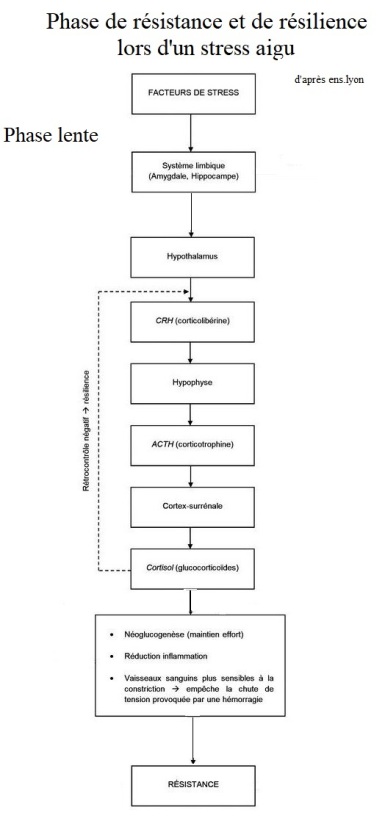 Phase de résistance et de résilience
lors d'un stress aigu
d'après ens.lyon
FACTEURS DE STRESS
Phase lente
Système limbique
(Amygdale, Hippocampe)
Hypothalamus
CRH (corticolibérine)
Hypophyse
ACTH (corticotrophine)
Cortex-surrénale
Cortisol (glucocorticoïdes)
Rétrocontrôle négatif → résilience
• Néoglucogenèse (maintien effort)
• Réduction inflammation
• Vaisseaux sanguins plus sensibles à la
constriction → empêche la chute de
tension provoquée par une hémorragie
RÉSISTANCE